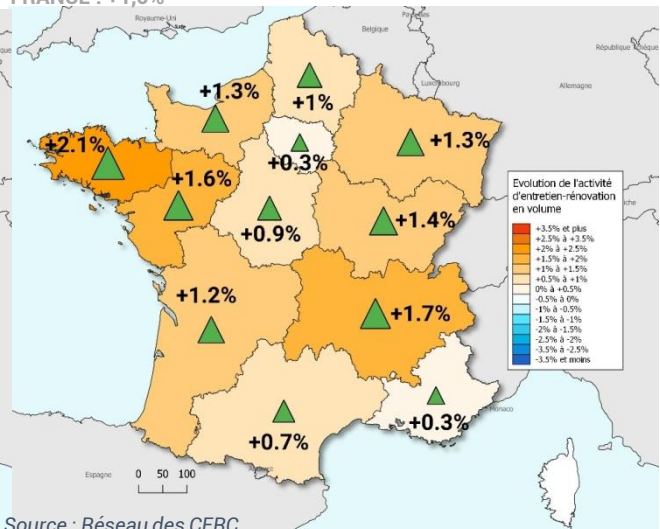 Royaume-Uni
Belgique
République Tchèque
Luxembourg
Allemagne
+1%
+1.3%
+2.1%
+0.3%
+1.3%
+1.6%
+0.9%
+1.4%
Evolution de l'activité
d'entretien-rénovation
en volume
+3.5% et plus
+2.5% à +3.5%
+2% à +2.5%
+1.5% à +2%
+1% à +1.5%
+0.5% à +1%
0% à +0.5%
-0.5% à 0%
-1% à -0.5%
-1.5% à -1%
-2% à -1.5%
-2.5% à -2%
-3.5% à -2.5%
-3.5% et moins
+1.2%
+1.7%
+0.3%
Monaco
+0.7%
Espagne
0 50 100
Source : Réseau des CERC